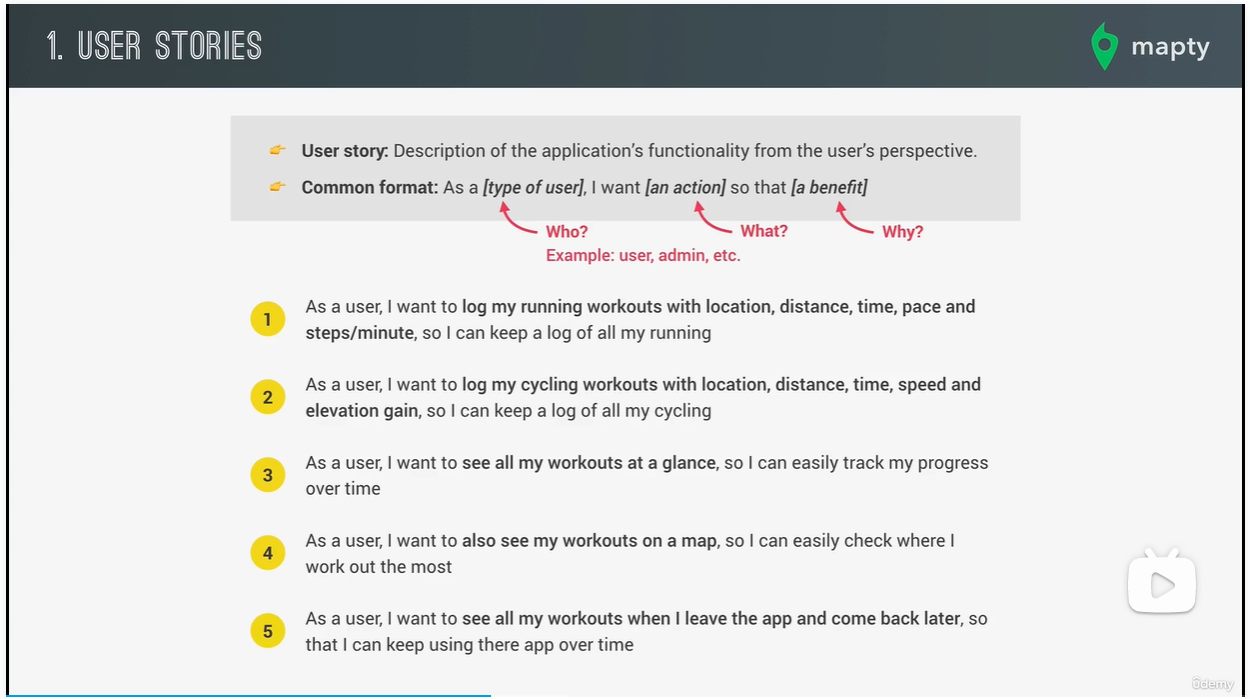 1. USER STORIES
mapty
👉 User story: Description of the application's functionality from the user's perspective.
👉 Common format: As a [type of user], I want [an action] so that [a benefit]
Who?
What?
Why?
Example: user, admin, etc.
1
As a user, I want to log my running workouts with location, distance, time, pace and
steps/minute, so I can keep a log of all my running
2
As a user, I want to log my cycling workouts with location, distance, time, speed and
elevation gain, so I can keep a log of all my cycling
3
As a user, I want to see all my workouts at a glance, so I can easily track my progress
over time
4
As a user, I want to also see my workouts on a map, so I can easily check where I
work out the most
5
As a user, I want to see all my workouts when I leave the app and come back later, so
that I can keep using there app over time
ûdemy